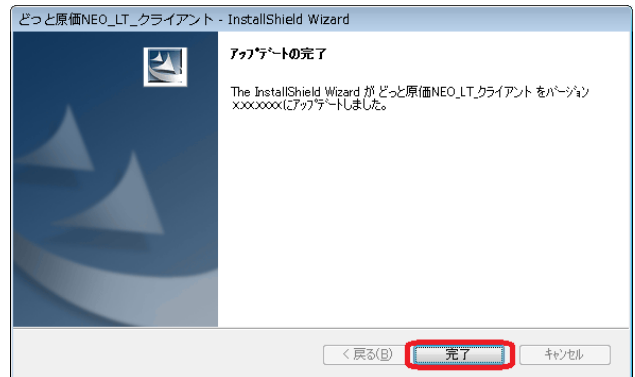 どっと原価NEO_LT_クライアント - InstallShield Wizard
ｱｯﾌﾟﾃﾞｰﾄの完了
The InstallShield Wizard が どっと原価NEO_LT_クライアント をバージョン
x.xx.xxxxにアップデートしました。
< 戻る(B)
完了
キャンセル